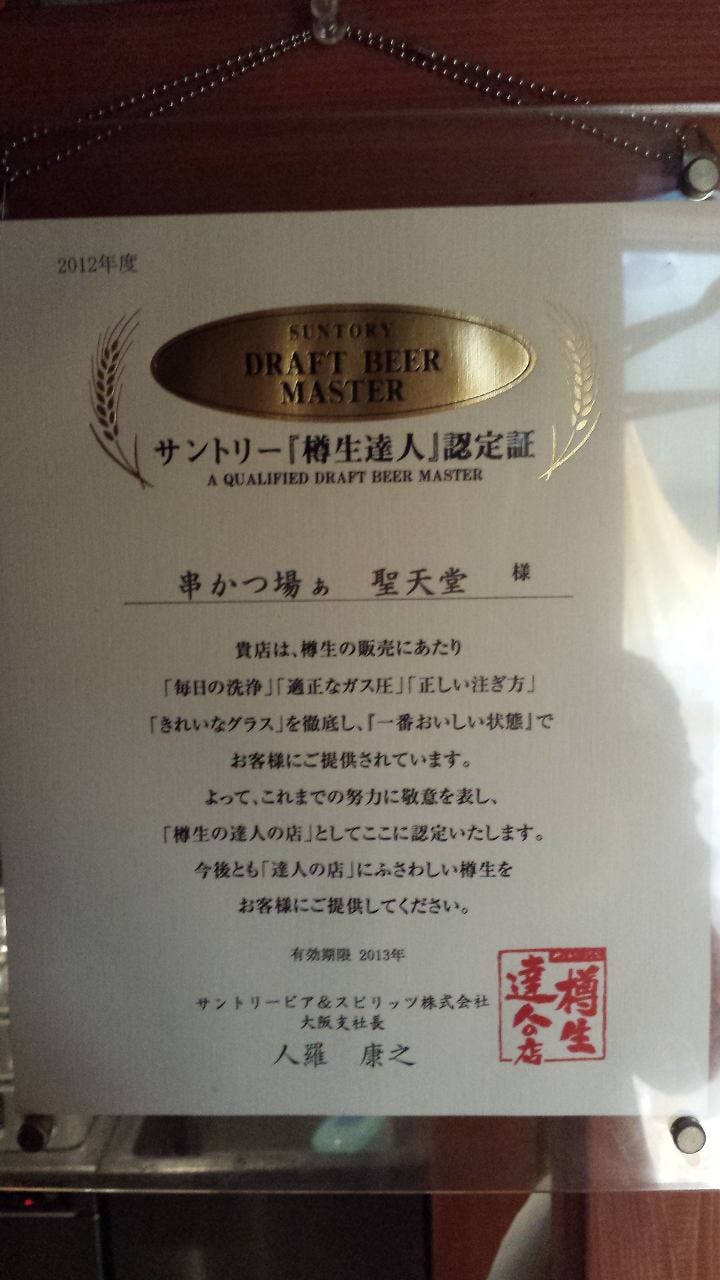 2012年度
SUNTORY
DRAFT BEER
MASTER
サントリー『樽生達人』認定証
A QUALIFIED DRAFT BEER MASTER
串かつ場ぁ 聖天堂 様
貴店は、樽生の販売にあたり
「毎日の洗浄」「適正なガス圧」「正しい注ぎ方」
「きれいなグラス」を徹底し、『一番おいしい状態』で
お客様にご提供されています。
よって、これまでの努力に敬意を表し、
「樽生の達人の店」としてここに認定いたします。
今後とも「達人の店」にふさわしい樽生を
お客様にご提供してください。
有効期限 2013年
サントリービア&スピリッツ株式会社
大阪支社長
人羅 康之
樽生
達人の店